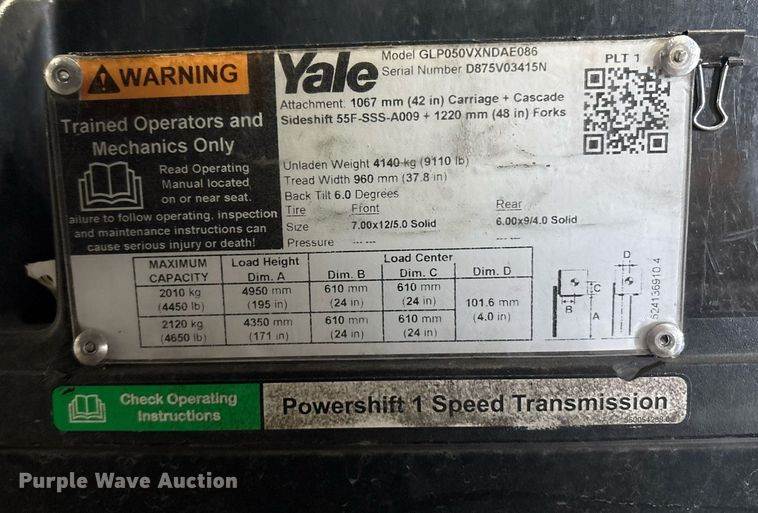 WARNING
Trained Operators and
Mechanics Only
Read Operating
Manual located
on or near seat.
ailure to follow operating, inspection
and maintenance instructions can
cause serious injury or death!
Yale
Model GLP050VXNDAE086
Serial Number D875V03415N
PLT 1
Attachment: 1067 mm (42 in) Carriage + Cascade
Sideshift 55F-SSS-A009 + 1220 mm (48 in) Forks
Unladen Weight 4140 kg (9110 lb)
Tread Width 960 mm (37.8 in)
Back Tilt 6.0 Degrees
Tire Front Rear
Size 7.00x12/5.0 Solid 6.00x9/4.0 Solid
Pressure --- --- --- ---
MAXIMUM CAPACITY Load Height Dim. A Load Center Dim. B Dim. C Dim. D
2010 kg 4950 mm 610 mm 610 mm
(4450 lb) (195 in) (24 in) (24 in)
101.6 mm
(4.0 in)
2120 kg 4350 mm 610 mm 610 mm
(4650 lb) (171 in) (24 in) (24 in)
D
C
B
A
524136910.4
Check Operating
Instructions
Powershift 1 Speed Transmission
Purple Wave Auction